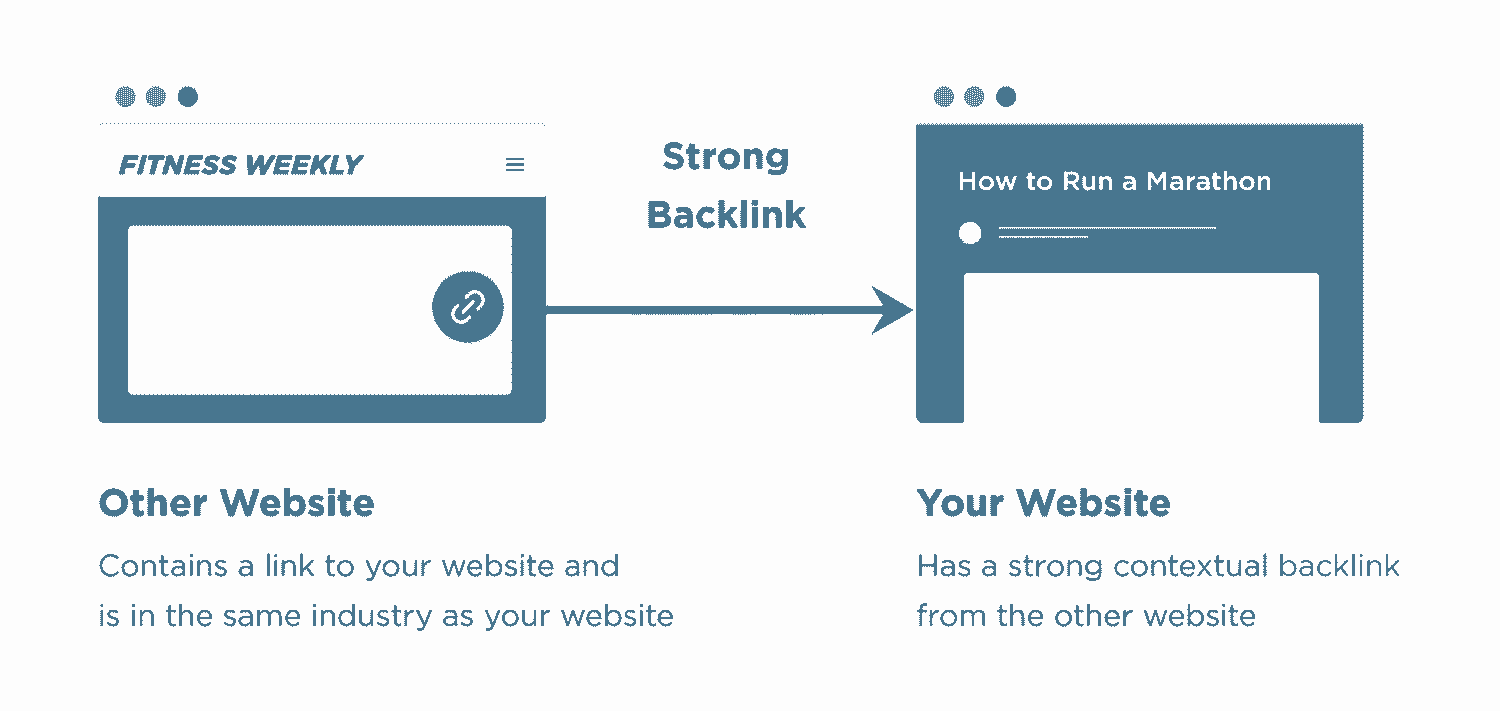 FITNESS WEEKLY
Strong
Backlink
How to Run a Marathon
Other Website
Contains a link to your website and
is in the same industry as your website
Your Website
Has a strong contextual backlink
from the other website